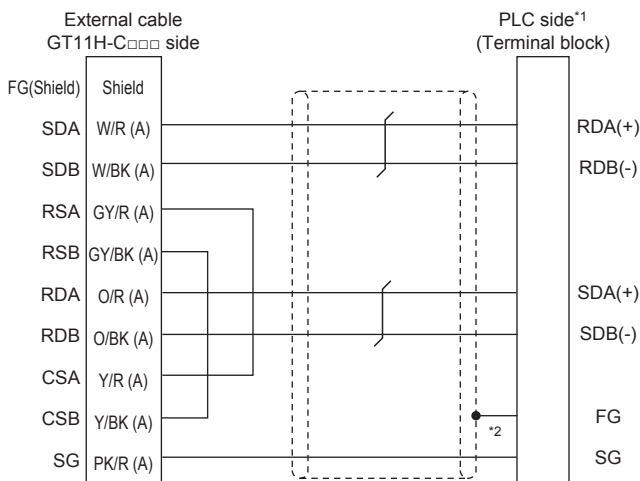 External cable
GT11H-C□□□ side
PLC side*1
(Terminal block)
FG(Shield) Shield
SDA W/R (A) RDA(+)
SDB W/BK (A) RDB(-)
RSA GY/R (A)
RSB GY/BK (A)
RDA O/R (A) SDA(+)
RDB O/BK (A) SDB(-)
CSA Y/R (A)
CSB Y/BK (A) *2 FG
SG PK/R (A) SG